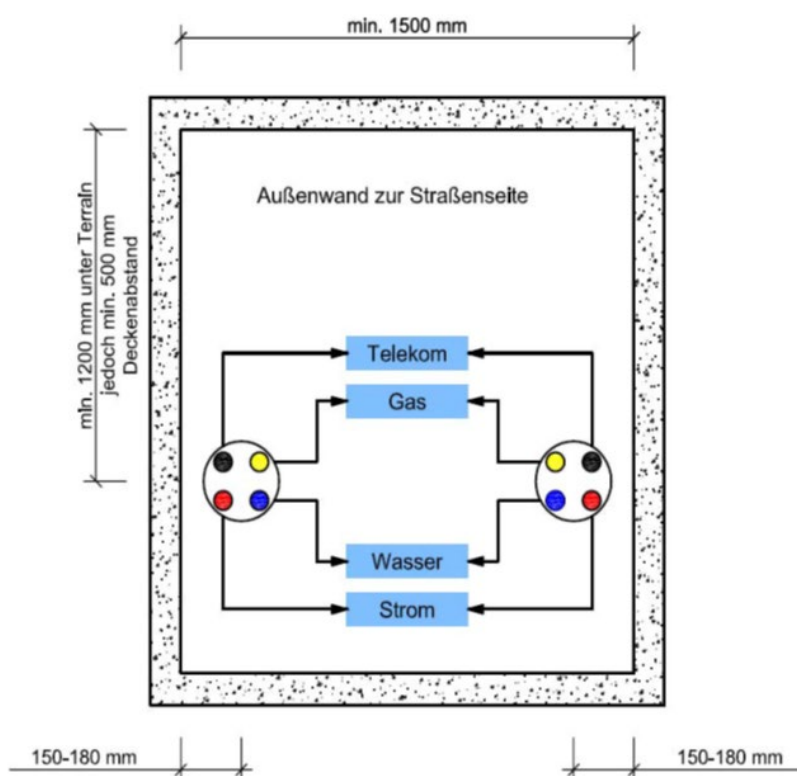 min. 1500 mm
min. 1200 mm unter Terrain
jedoch min. 500 mm
Deckenabstand
Außenwand zur Straßenseite
Telekom
Gas
Wasser
Strom
150-180 mm
150-180 mm